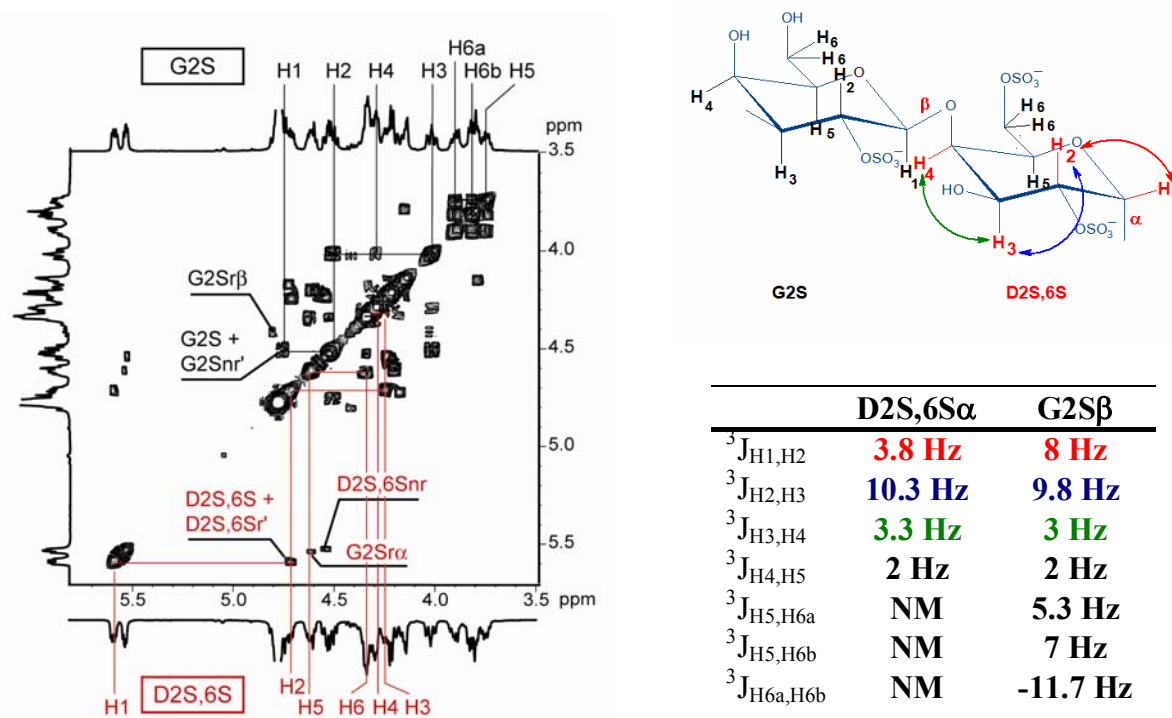 G2S
H1 H2 H4 H3 H6a H6b H5
ppm
3.5
4.0
4.5
5.0
5.5
G2Srβ
G2S +
G2Snr'
D2S,6S +
D2S,6Sr'
D2S,6Snr
G2Srα
5.5 5.0 4.5 4.0 3.5
ppm
D2S,6S
H1 H2 H5 H6 H4 H3
OH OH
H6
H6
H4
H2
O
H5
β
O
OSO3−
H1
H3
H4
HO
H3
OSO3−
H6
H6
H2
O
H5
H
OSO3−
α
G2S D2S,6S
D2S,6Sα G2Sβ
3JH1,H2 3.8 Hz 8 Hz
3JH2,H3 10.3 Hz 9.8 Hz
3JH3,H4 3.3 Hz 3 Hz
3JH4,H5 2 Hz 2 Hz
3JH5,H6a NM 5.3 Hz
3JH5,H6b NM 7 Hz
3JH6a,H6b NM -11.7 Hz